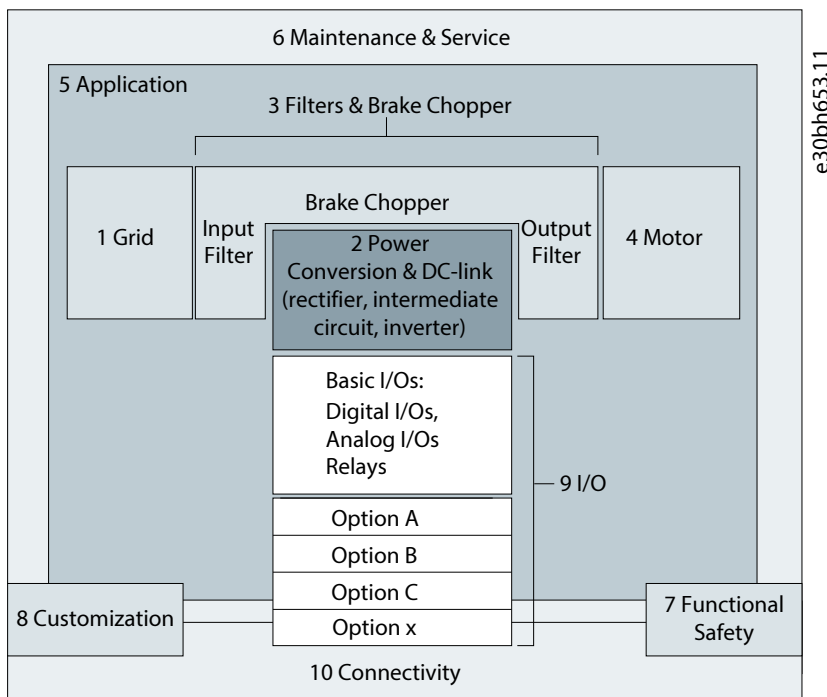 6 Maintenance & Service
e30bh653.11
5 Application
3 Filters & Brake Chopper
1 Grid
Input
Filter
Brake Chopper
Output
Filter
4 Motor
2 Power
Conversion & DC-link
(rectifier, intermediate
circuit, inverter)
Basic I/Os:
Digital I/Os,
Analog I/Os
Relays
9 I/O
Option A
Option B
Option C
Option x
8 Customization
7 Functional
Safety
10 Connectivity